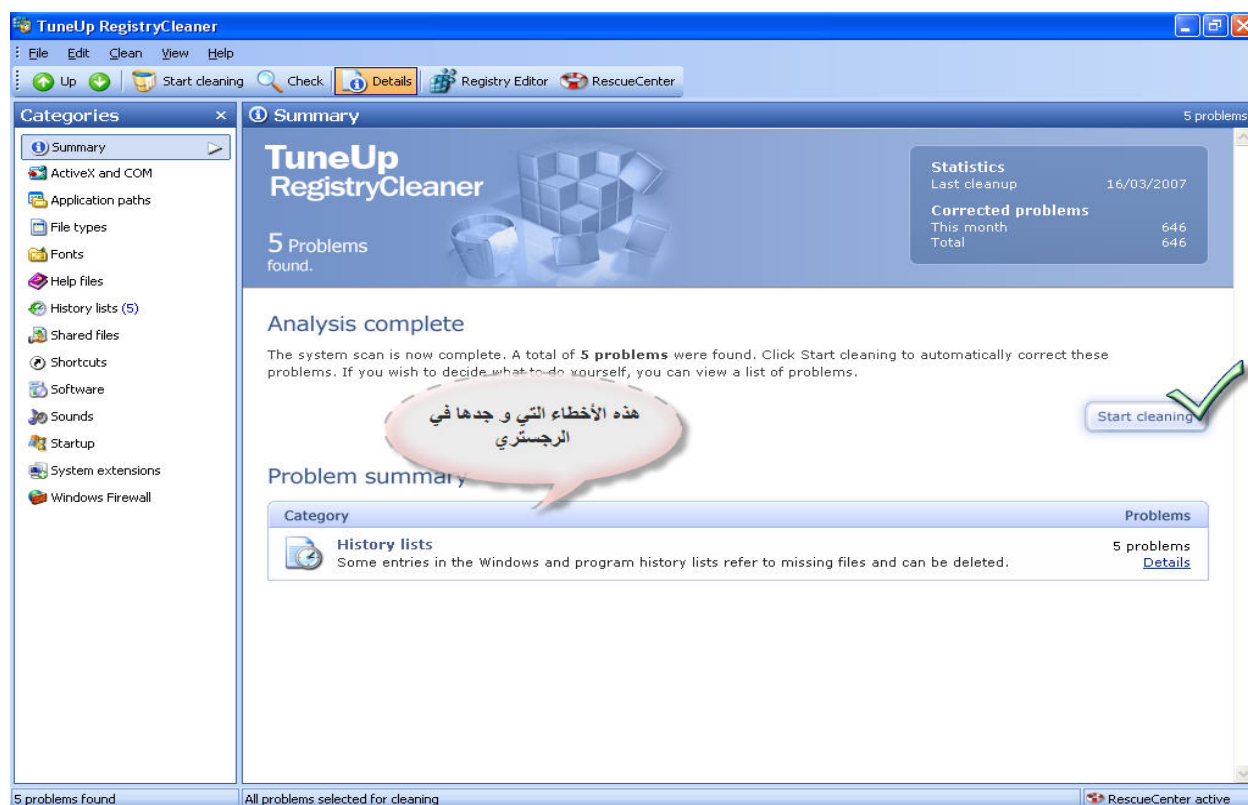 TuneUp RegistryCleaner
File Edit Clean View Help
Up Start cleaning Check Details Registry Editor RescueCenter
Categories
Summary
ActiveX and COM
Application paths
File types
Fonts
Help files
History lists (5)
Shared files
Shortcuts
Software
Sounds
Startup
System extensions
Windows Firewall
Summary 5 problems
TuneUp
RegistryCleaner
5 Problems
found.
Statistics
Last cleanup 16/03/2007
Corrected problems
This month 646
Total 646
Analysis complete
The system scan is now complete. A total of 5 problems were found. Click Start cleaning to automatically correct these
problems. If you wish to decide what to do yourself, you can view a list of problems.
هذه الأخطاء التي و جدها في
الرجستري
Start cleaning
Problem summary
Category Problems
History lists 5 problems
Some entries in the Windows and program history lists refer to missing files and can be deleted. Details
5 problems found All problems selected for cleaning RescueCenter active